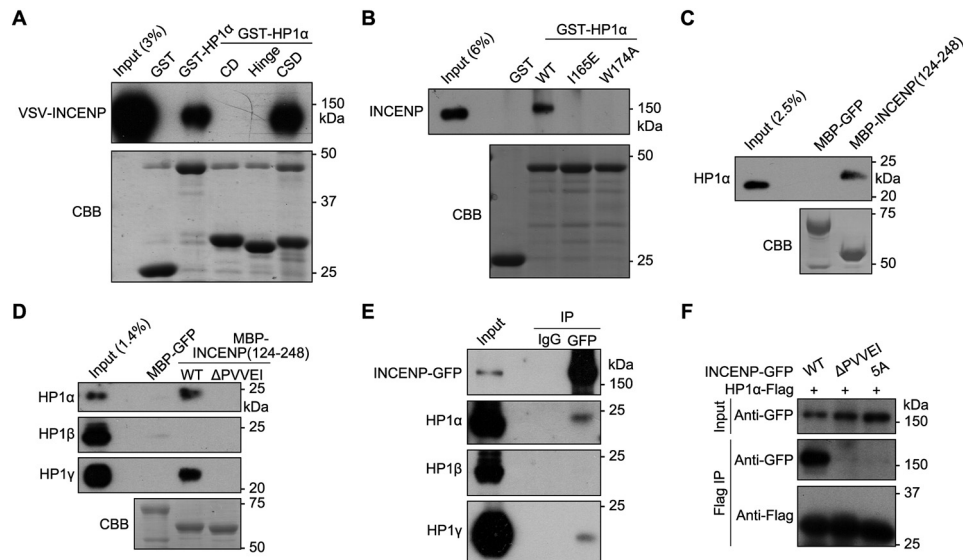 A
Input (3%)
GST
GST-HP1α
GST-HP1α
CD
Hinge
CSD
VSV-INCENP
150
kDa
CBB
50
37
25
B
Input (6%)
GST
GST-HP1α
WT
I165E
W174A
INCENP
150
kDa
CBB
50
25
C
Input (2.5%)
MBP-GFP
MBP-INCENP(124-248)
HP1α
25
kDa
20
CBB
75
50
D
Input (1.4%)
MBP-GFP
MBP-
INCENP(124-248)
WT ΔPVVEI
HP1α
25
kDa
HP1β
25
HP1γ
20
CBB
75
50
E
Input
IP
IgG GFP
INCENP-GFP
kDa
150
HP1α
25
HP1β
25
HP1γ
25
F
INCENP-GFP
WT
ΔPVVEI
5A
HP1α-Flag + + +
Input
Anti-GFP
kDa
150
Flag IP
Anti-GFP
150
Anti-Flag
37
25